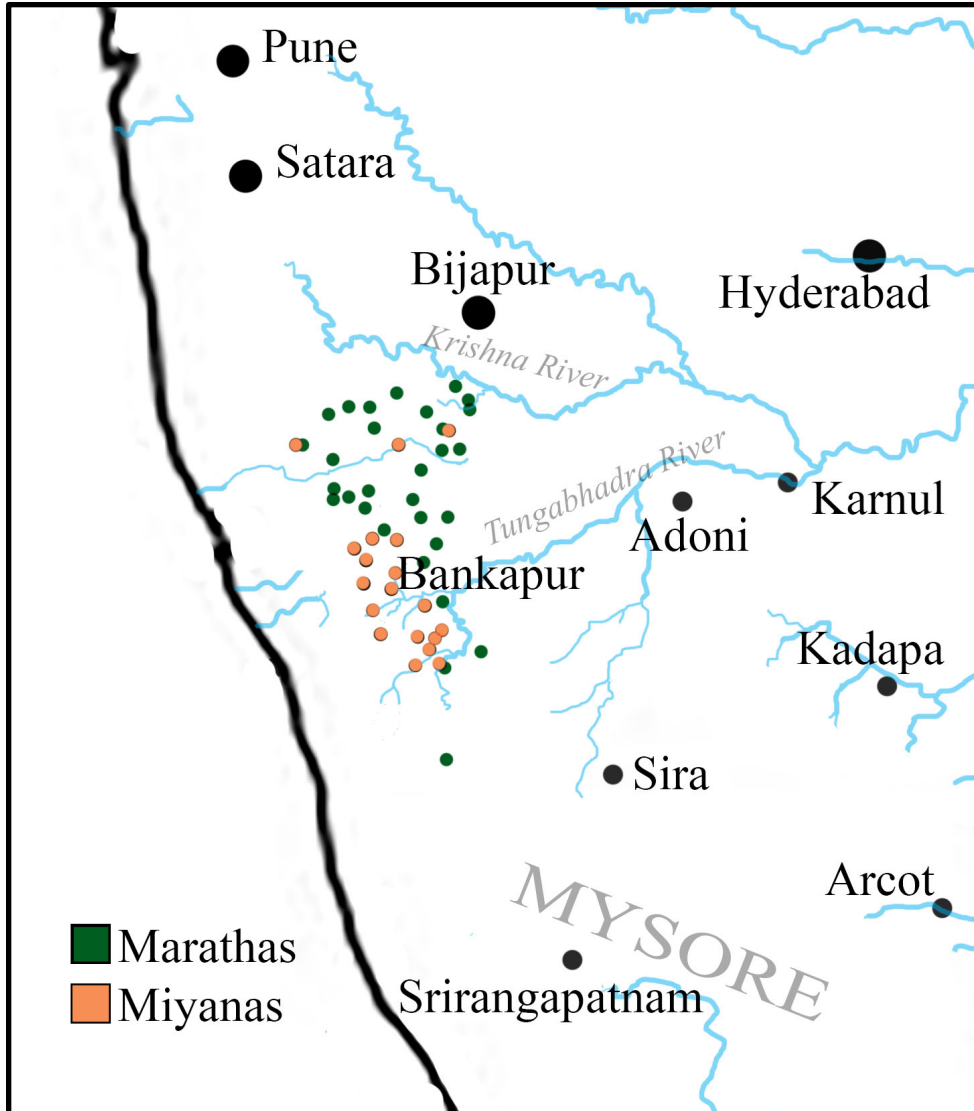 Pune
Satara
Bijapur
Hyderabad
Krishna River
Tungabhadra River
Karnul
Adoni
Bankapur
Kadapa
Sira
MYSORE
Arcot
Marathas
Srirangapatnam
Miyanas